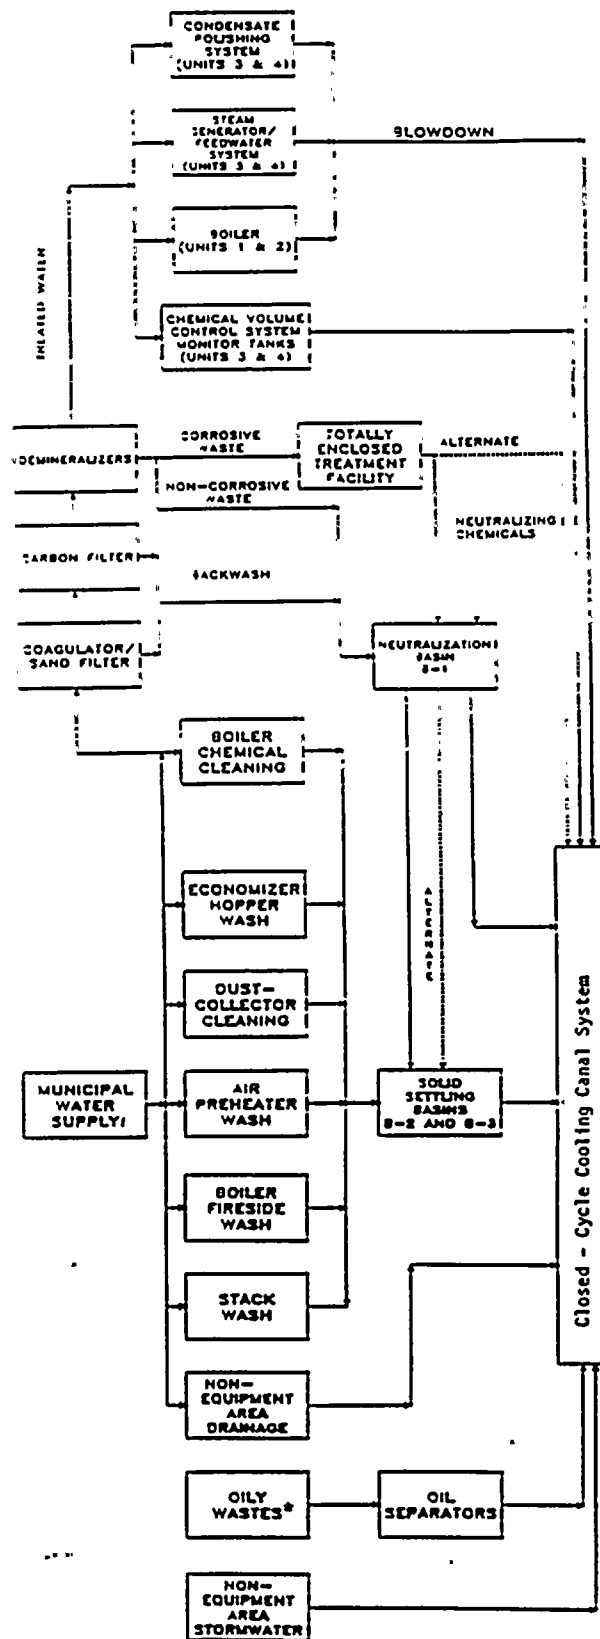 CONDENSATE
POLISHING
SYSTEM
(UNITS 3 & 4)
STEAM
GENERATOR/
FEEDWATER
SYSTEM
(UNITS 3 & 4)
BLOWDOWN
BOILER
(UNITS 1 & 2)
WATER
CHEMICAL VOLUME
CONTROL SYSTEM
MONITOR TANKS
(UNITS 3 & 4)
DEMINERALIZERS
CORROSIVE
WASTE
NON-CORROSIVE
WASTE
TOTALLY
ENCLOSED
TREATMENT
FACILITY
ALTERNATE
NEUTRALIZING
CHEMICALS
CARBON FILTER
BACKWASH
COAGULATOR/
SAND FILTER
NEUTRALIZATION
BASIN
B-1
BOILER
CHEMICAL
CLEANING
ECONOMIZER
HOPPER
WASH
ALTERNATE
DUST-
COLLECTOR
CLEANING
MUNICIPAL
WATER
SUPPLY
AIR
PREHEATER
WASH
SOLID
SETTLING
BASINS
B-2 AND B-3
Closed - Cycle Cooling Canal System
BOILER
FIRESIDE
WASH
STACK
WASH
NON-
EQUIPMENT
AREA
DRAINAGE
OILY
WASTES*
OIL
SEPARATORS
NON-
EQUIPMENT
AREA
STORMWATER